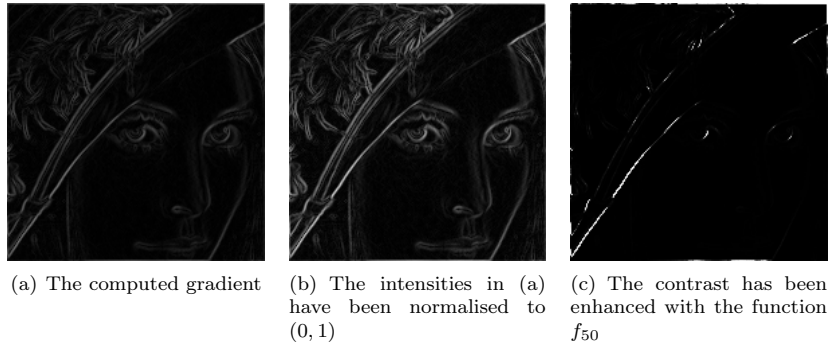 (a) The computed gradient
(b) The intensities in (a)
have been normalised to
(0, 1)
(c) The contrast has been
enhanced with the function
f50